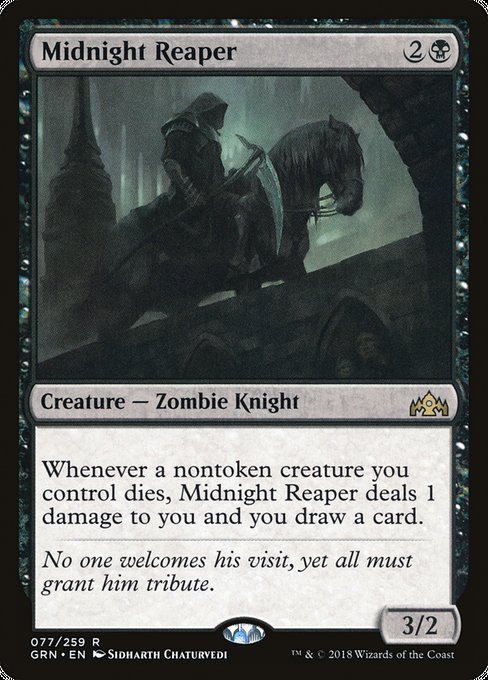 Midnight Reaper 2
Creature — Zombie Knight
Whenever a nontoken creature you
control dies, Midnight Reaper deals 1
damage to you and you draw a card.
No one welcomes his visit, yet all must
grant him tribute.
3/2
077/259 R
GRN • EN Sidharth Chaturvedi
™ & © 2018 Wizards of the Coast